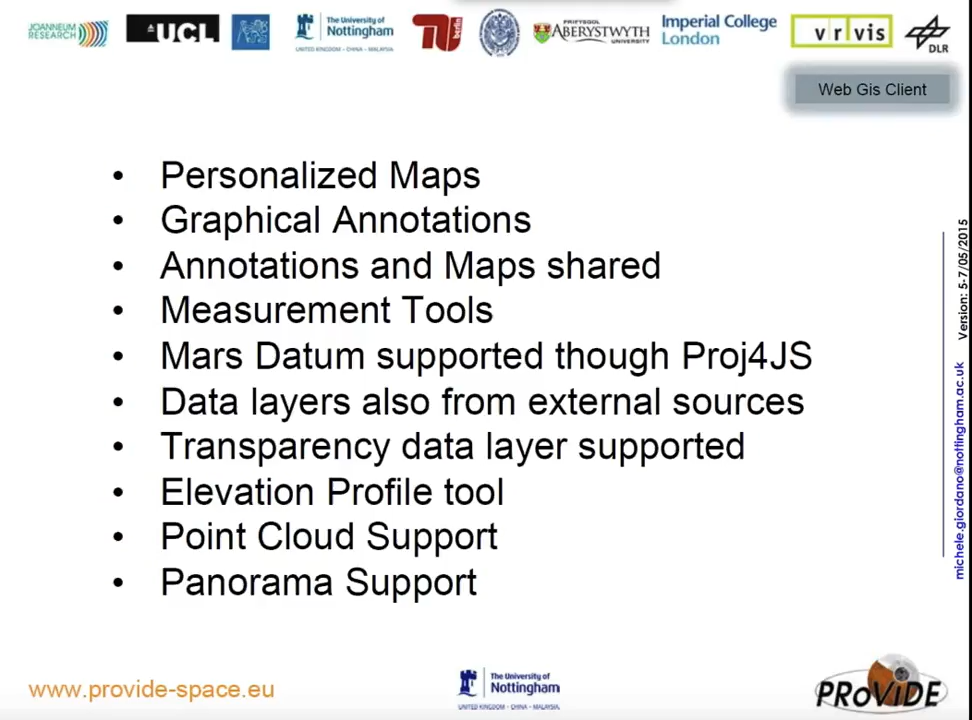 JOANNEUM
RESEARCH
UCL
The University of
Nottingham
UNITED KINGDOM · CHINA · MALAYSIA
berlin
PRIFYSGOL
ABERYSTWYTH
UNIVERSITY
Imperial College
London
vrvis
DLR
Web Gis Client
• Personalized Maps
• Graphical Annotations
• Annotations and Maps shared
• Measurement Tools
• Mars Datum supported though Proj4JS
• Data layers also from external sources
• Transparency data layer supported
• Elevation Profile tool
• Point Cloud Support
• Panorama Support
Version: 5-7/05/2015
michele.giordano@nottingham.ac.uk
www.provide-space.eu
The University of
Nottingham
UNITED KINGDOM · CHINA · MALAYSIA
PRoViDE